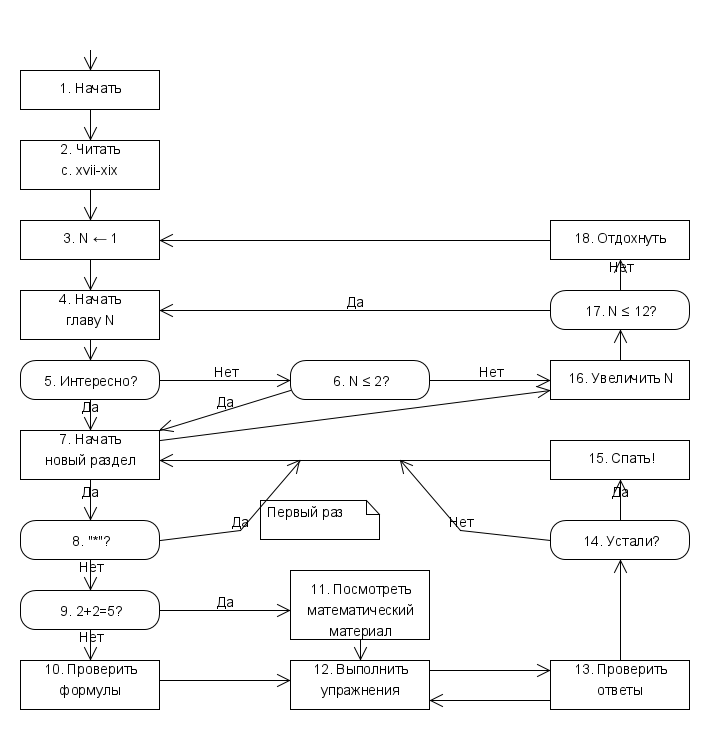 1. Начать
2. Читать
с. xvii-xix
3. N ← 1
18. Отдохнуть
Нет
4. Начать
главу N
Да
17. N ≤ 12?
5. Интересно?
Нет
6. N ≤ 2?
Нет
16. Увеличить N
Да
Да
7. Начать
новый раздел
15. Спать!
Да
Да
Первый раз
8. "*"?
Да
Нет
14. Устали?
Нет
9. 2+2=5?
Да
11. Посмотреть
математический
материал
Нет
10. Проверить
формулы
12. Выполнить
упражнения
13. Проверить
ответы